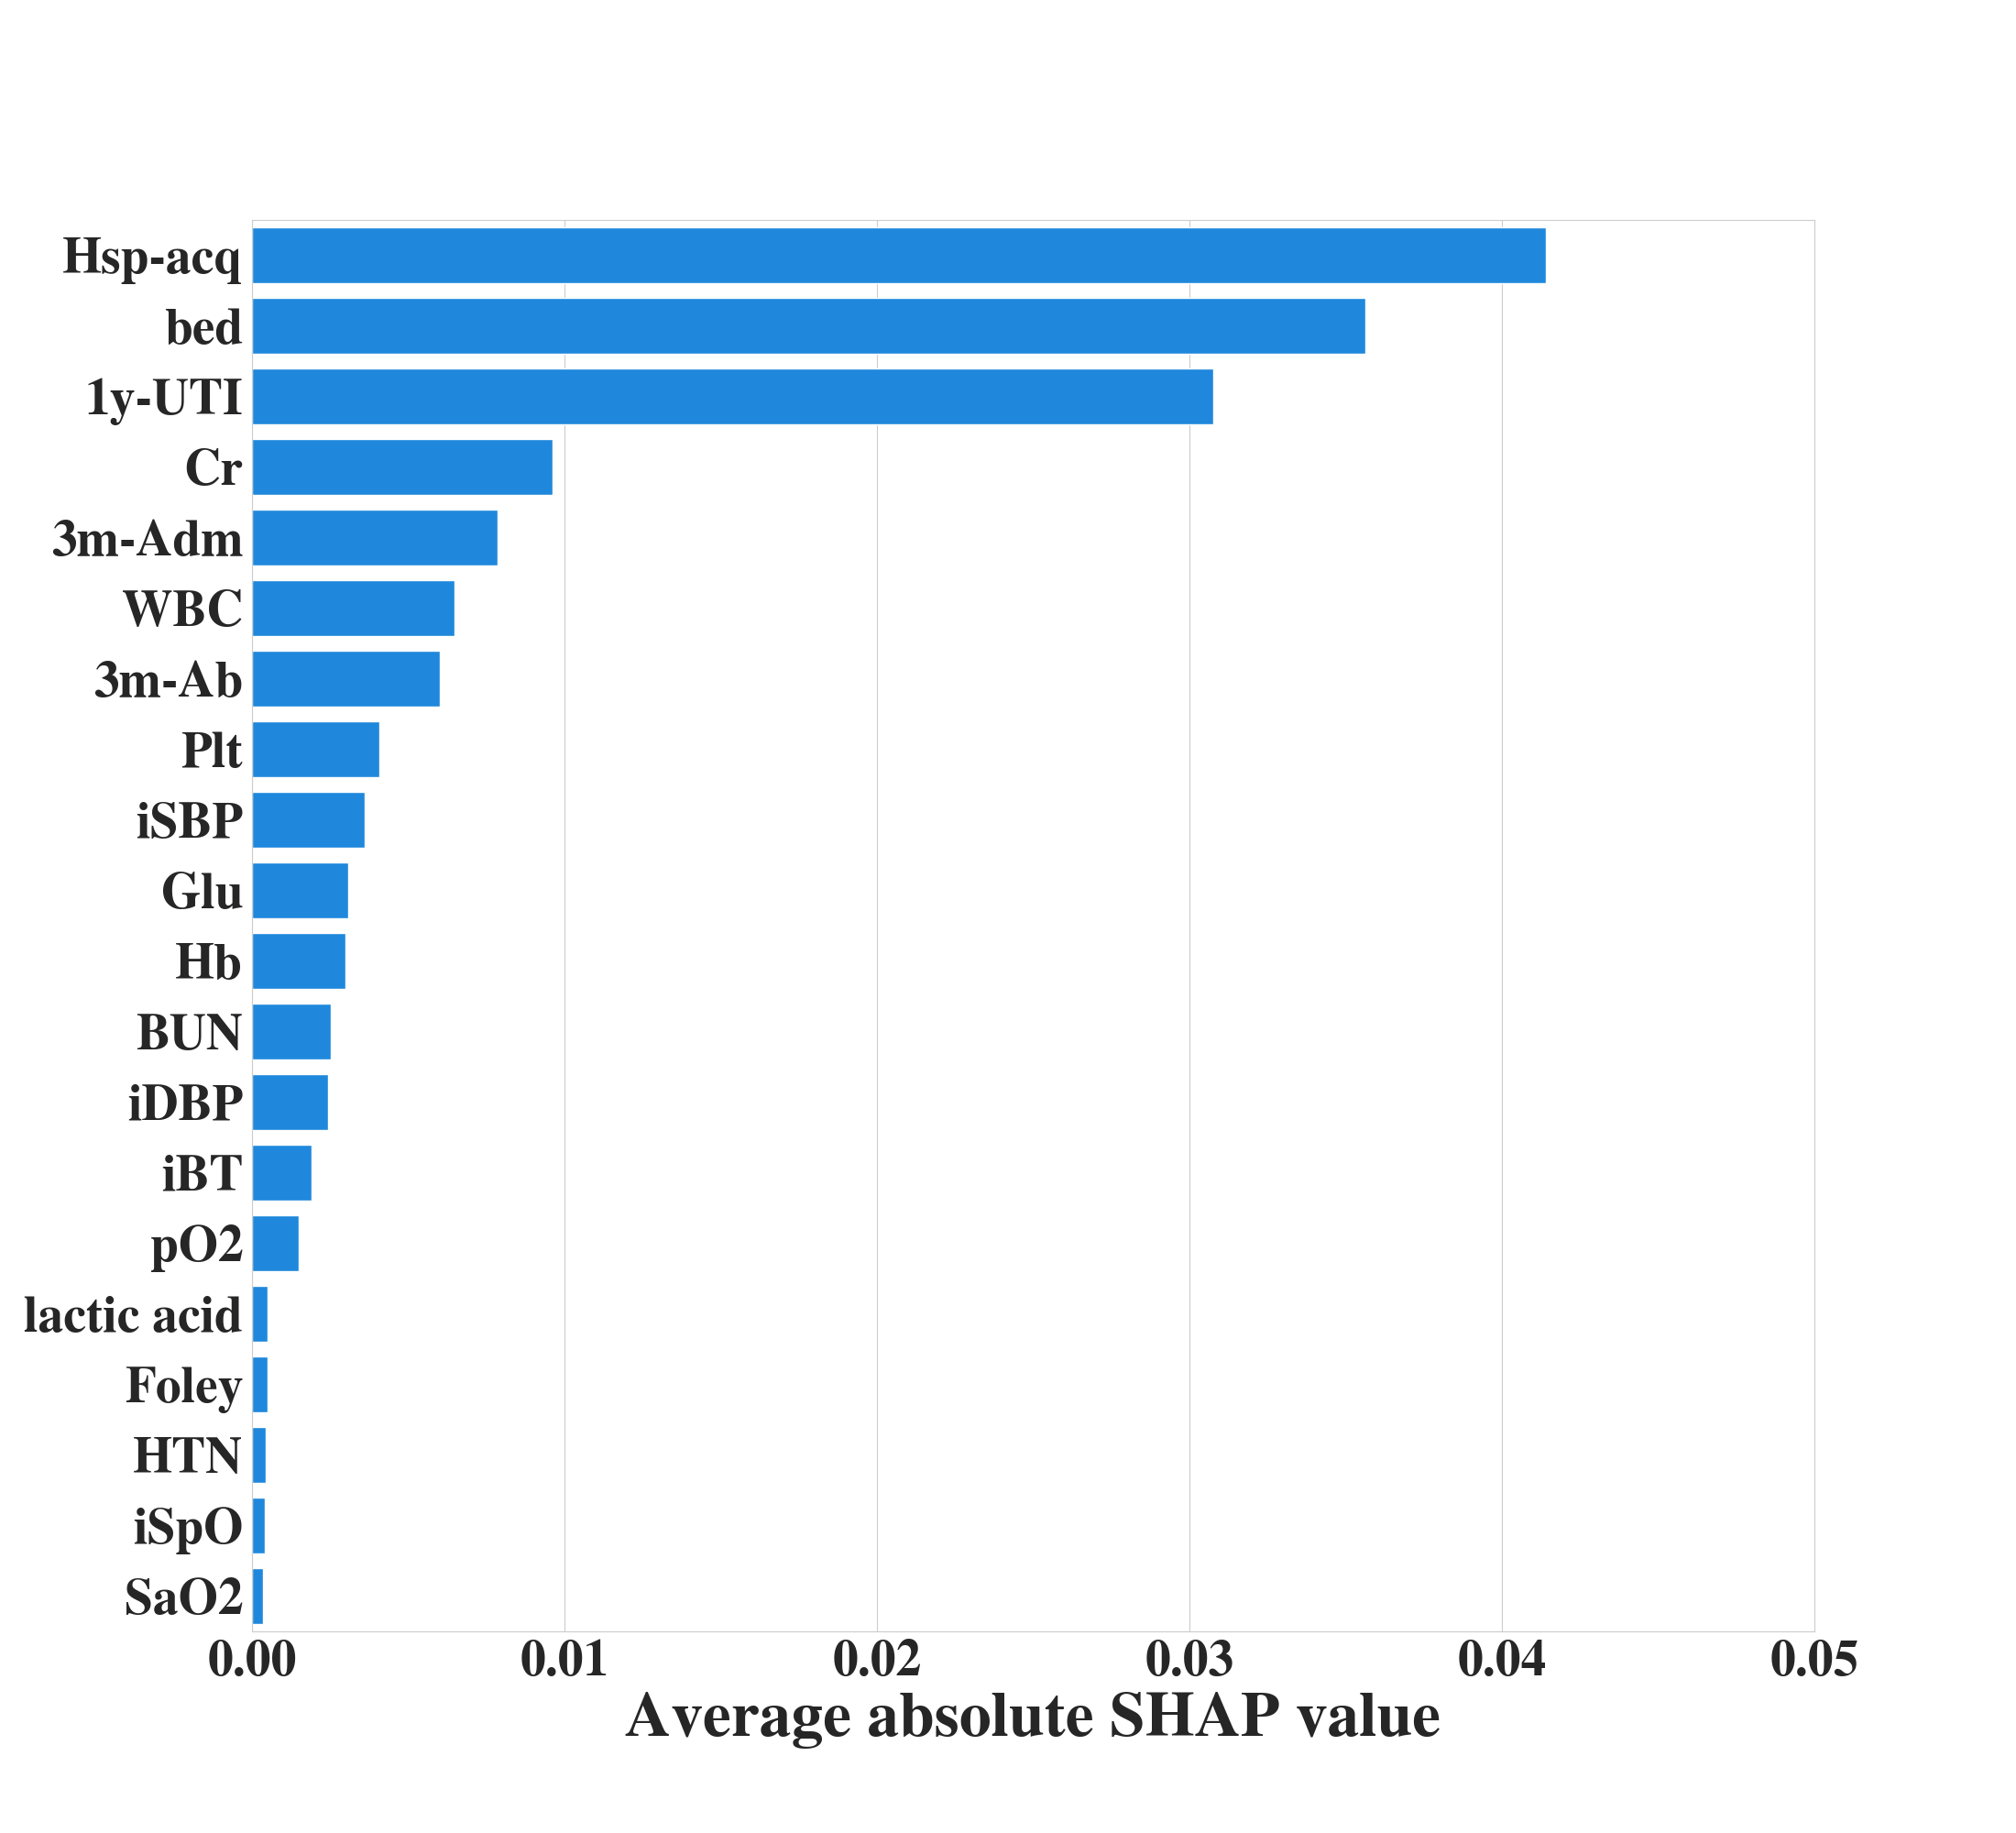 Hsp-acq
bed
1y-UTI
Cr
3m-Adm
WBC
3m-Ab
Plt
iSBP
Glu
Hb
BUN
iDBP
iBT
pO2
lactic acid
Foley
HTN
iSpO
SaO2
0.00 0.01 0.02 0.03 0.04 0.05
Average absolute SHAP value